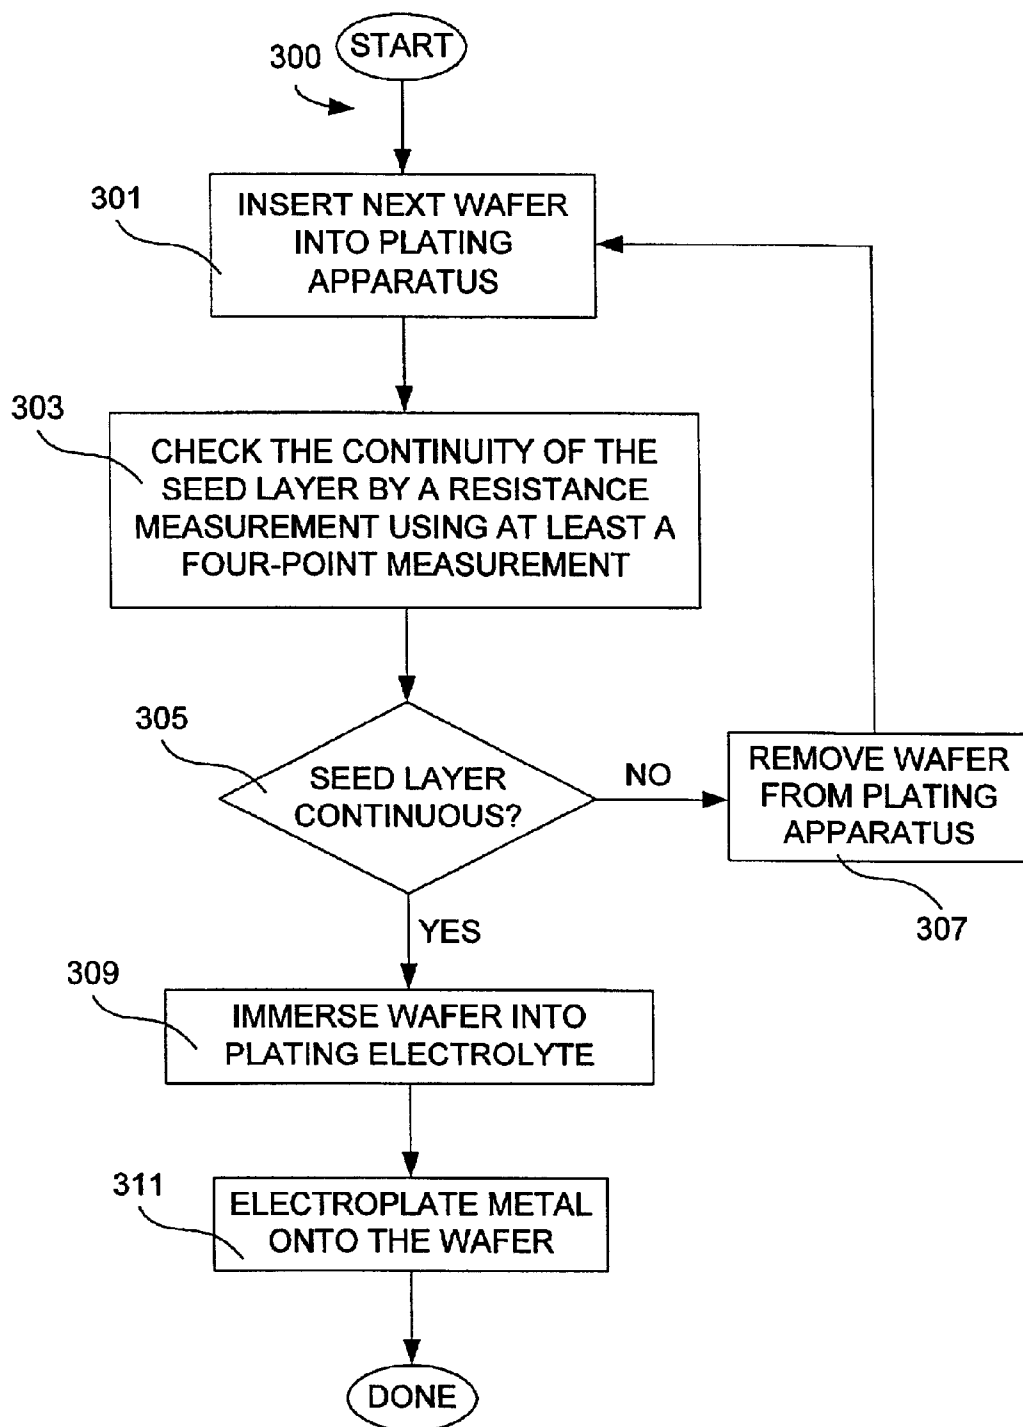 START
300
301
INSERT NEXT WAFER
INTO PLATING
APPARATUS
303
CHECK THE CONTINUITY OF THE
SEED LAYER BY A RESISTANCE
MEASUREMENT USING AT LEAST A
FOUR-POINT MEASUREMENT
305
SEED LAYER
CONTINUOUS?
NO
REMOVE WAFER
FROM PLATING
APPARATUS
307
YES
309
IMMERSE WAFER INTO
PLATING ELECTROLYTE
311
ELECTROPLATE METAL
ONTO THE WAFER
DONE